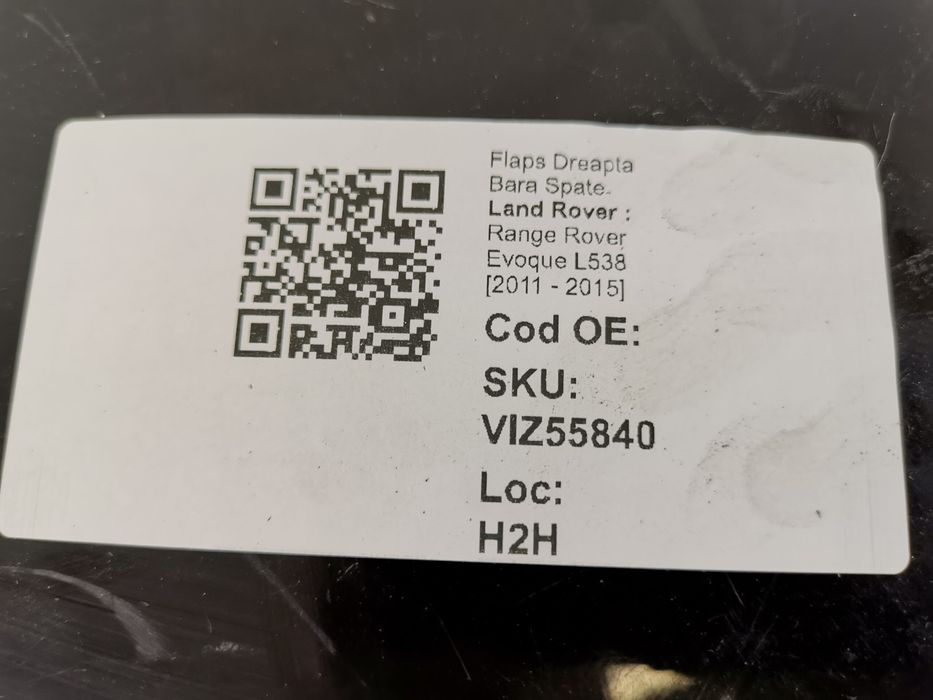 Flaps Dreapta
Bara Spate-
Land Rover :
Range Rover
Evoque L538
[2011 - 2015]
Cod OE:
SKU:
VIZ55840
Loc:
H2H